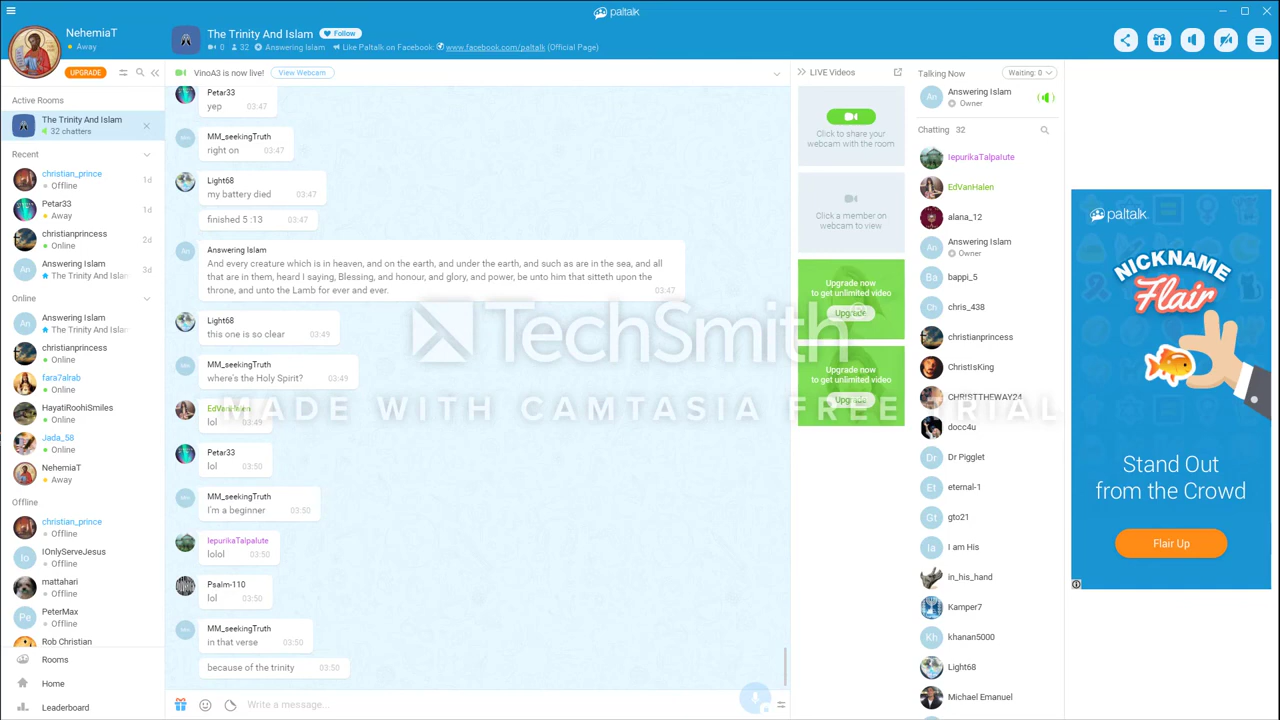 paltalk
NehemiaT
Away
The Trinity And Islam
Follow
0 32 Answering Islam Like Paltalk on Facebook: www.facebook.com/paltalk (Official Page)
UPGRADE
VinoA3 is now live!
View Webcam
LIVE Videos
Talking Now
Waiting: 0
Active Rooms
The Trinity And Islam
32 chatters
Recent
christian_prince
Offline
1d
Petar33
Away
1d
christianprincess
Online
2d
Answering Islam
The Trinity And Islam
3d
Online
Answering Islam
The Trinity And Islam
christianprincess
Online
fara7alrab
Online
HayatiRoohiSmiles
Online
Jada_58
Online
NehemiaT
Away
Offline
christian_prince
Offline
IOnlyServeJesus
Offline
mattahari
Offline
Pe
PeterMax
Offline
Rob Christian
Rooms
Home
Leaderboard
Petar33
yep 03:47
MM_seekingTruth
right on 03:47
Light68
my battery died 03:47
finished 5 :13 03:47
Answering Islam
And every creature which is in heaven, and on the earth, and under the earth, and such as are in the sea, and all
that are in them, heard I saying, Blessing, and honour, and glory, and power, be unto him that sitteth upon the
throne, and unto the Lamb for ever and ever. 03:47
Light68
this one is so clear 03:49
MM_seekingTruth
where's the Holy Spirit? 03:49
EdVanHalen
lol 03:49
Petar33
lol 03:50
MM_seekingTruth
I'm a beginner 03:50
IepurikaTalpaIute
lolol 03:50
Psalm-110
lol 03:50
MM_seekingTruth
in that verse 03:50
because of the trinity 03:50
Write a message...
TechSmith
MADE WITH CAMTASIA FREE TRIAL
Click to share your
webcam with the room
Click a member on
webcam to view
Upgrade now
to get unlimited video
Upgrade
Upgrade now
to get unlimited video
Upgrade
An
Answering Islam
Owner
Chatting 32
IepurikaTalpaIute
EdVanHalen
alana_12
An
Answering Islam
Owner
Ba
bappi_5
Ch
chris_438
christianprincess
ChristIsKing
CHRISTTHEWAY24
docc4u
Dr
Dr Pigglet
Et
eternal-1
Gt
gto21
Ia
I am His
in_his_hand
Kamper7
Kh
khanan5000
Light68
Michael Emanuel
paltalk
NICKNAME
Flair
Stand Out
from the Crowd
Flair Up